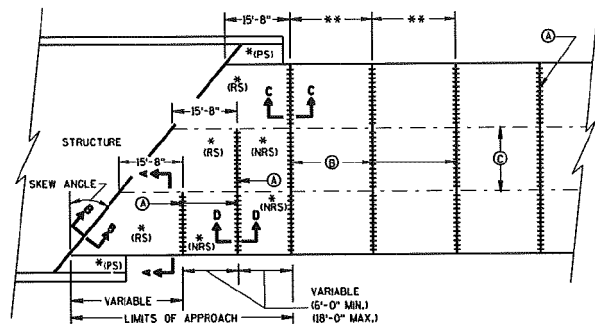 15'-8" ** **
*(PS)
A
*(RS)
C C
15'-8"
STRUCTURE
*(RS) *(NRS)
15'-8"
B C
SKEW ANGLE
A
A A
B
B
*(RS)
*(NRS)
D D
*(NRS)
*(PS)
A
VARIABLE
(6'-0" MIN.)
(18'-0" MAX.)
VARIABLE
LIMITS OF APPROACH